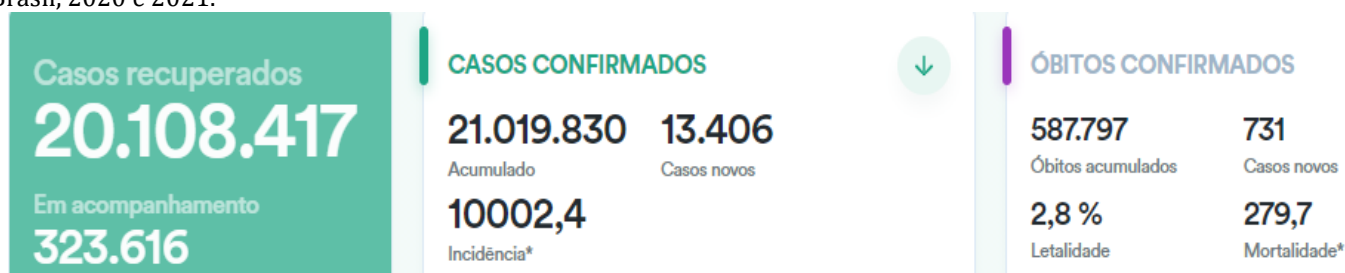 Brasil, 2020 e 2021.
Casos recuperados
20.108.417
Em acompanhamento
323.616
CASOS CONFIRMADOS
21.019.830 13.406
Acumulado Casos novos
10002,4
Incidência*
ÓBITOS CONFIRMADOS
587.797 731
Óbitos acumulados Casos novos
2,8 % 279,7
Letalidade Mortalidade*